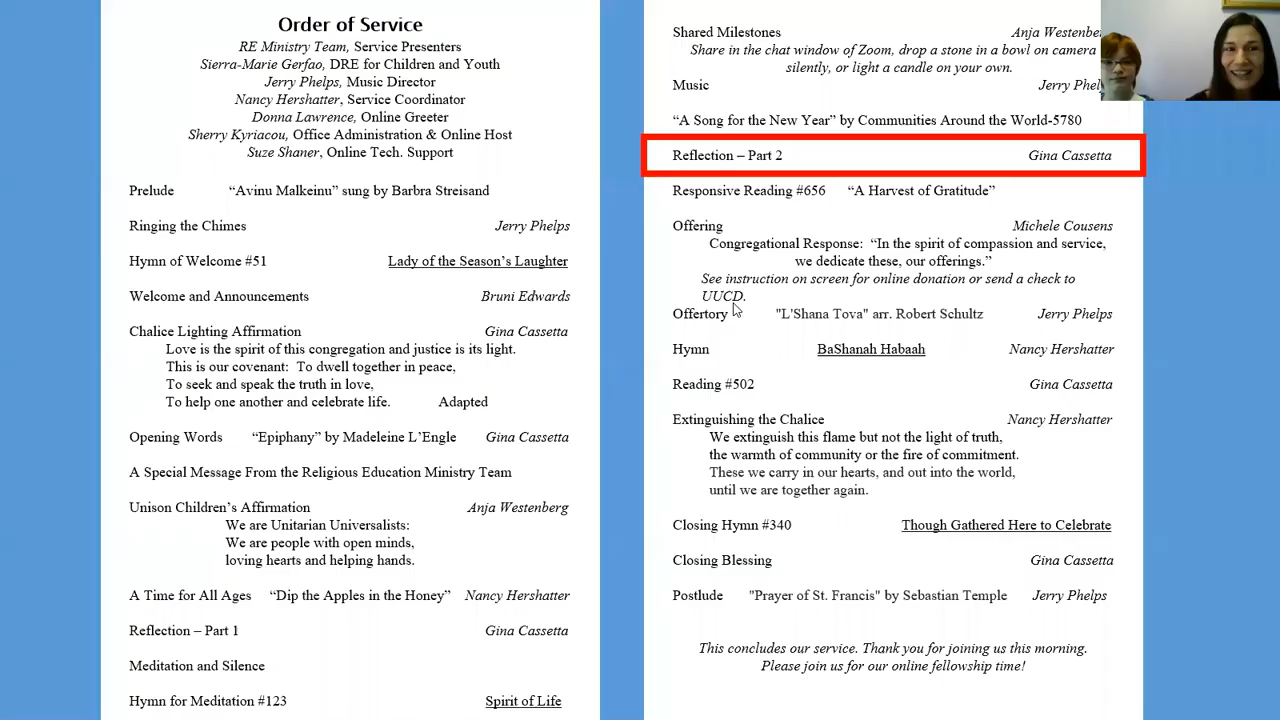 Order of Service
RE Ministry Team, Service Presenters
Sierra-Marie Gerfao, DRE for Children and Youth
Jerry Phelps, Music Director
Nancy Hershatter, Service Coordinator
Donna Lawrence, Online Greeter
Sherry Kyriacou, Office Administration & Online Host
Suze Shaner, Online Tech. Support
Prelude “Avinu Malkeinu” sung by Barbra Streisand
Ringing the Chimes Jerry Phelps
Hymn of Welcome #51 Lady of the Season’s Laughter
Welcome and Announcements Bruni Edwards
Chalice Lighting Affirmation Gina Cassetta
Love is the spirit of this congregation and justice is its light.
This is our covenant: To dwell together in peace,
To seek and speak the truth in love,
To help one another and celebrate life. Adapted
Opening Words “Epiphany” by Madeleine L’Engle Gina Cassetta
A Special Message From the Religious Education Ministry Team
Unison Children’s Affirmation Anja Westenberg
We are Unitarian Universalists:
We are people with open minds,
loving hearts and helping hands.
A Time for All Ages “Dip the Apples in the Honey” Nancy Hershatter
Reflection – Part 1 Gina Cassetta
Meditation and Silence
Hymn for Meditation #123 Spirit of Life
Shared Milestones Anja
Share in the chat window of Zoom, drop a stone in a bowl on camera
silently, or light a candle on your own.
Music Jerry
“A Song for the New Year” by Communities Around the World-5780
Reflection – Part 2 Gina Cassetta
Responsive Reading #656 “A Harvest of Gratitude”
Offering Michele Cousens
Congregational Response: “In the spirit of compassion and service,
we dedicate these, our offerings.”
See instruction on screen for online donation or send a check to
UUCD.
Offertory "L'Shana Tova" arr. Robert Schultz Jerry Phelps
Hymn BaShanah Habaah Nancy Hershatter
Reading #502 Gina Cassetta
Extinguishing the Chalice Nancy Hershatter
We extinguish this flame but not the light of truth,
the warmth of community or the fire of commitment.
These we carry in our hearts, and out into the world,
until we are together again.
Closing Hymn #340 Though Gathered Here to Celebrate
Closing Blessing Gina Cassetta
Postlude "Prayer of St. Francis" by Sebastian Temple Jerry Phelps
This concludes our service. Thank you for joining us this morning.
Please join us for our online fellowship time!